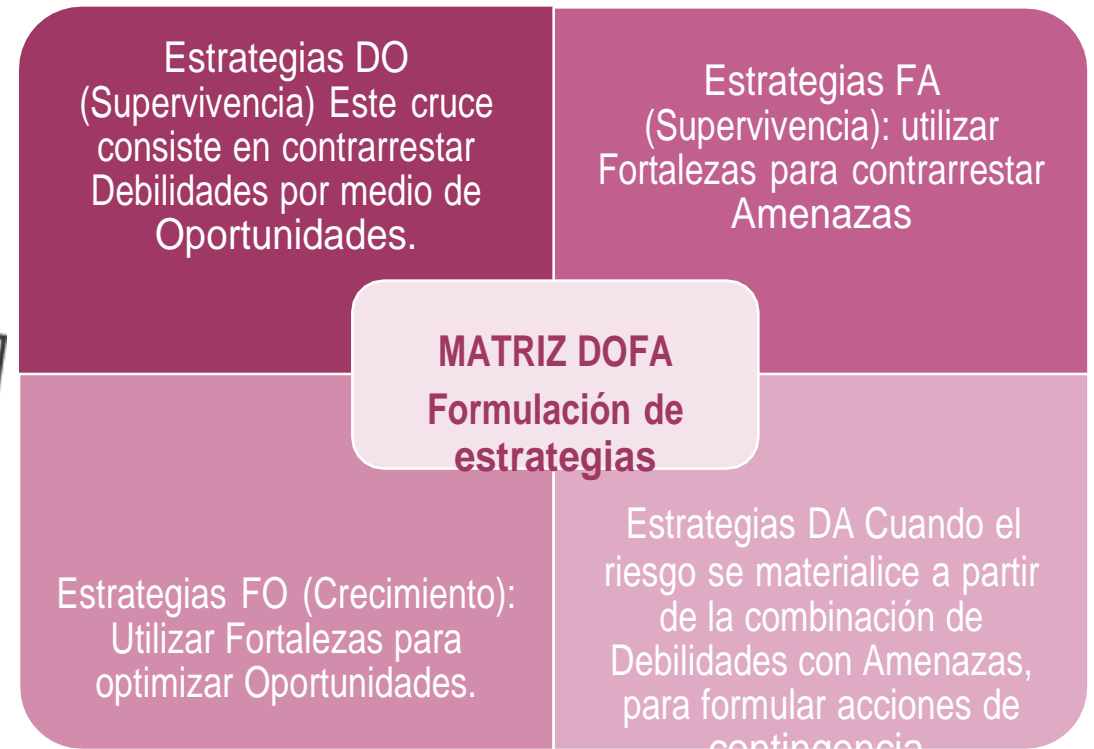 Estrategias DO
(Supervivencia) Este cruce
consiste en contrarrestar
Debilidades por medio de
Oportunidades.
Estrategias FA
(Supervivencia): utilizar
Fortalezas para contrarrestar
Amenazas
MATRIZ DOFA
Formulación de
estrategias
Estrategias FO (Crecimiento):
Utilizar Fortalezas para
optimizar Oportunidades.
Estrategias DA Cuando el
riesgo se materialice a partir
de la combinación de
Debilidades con Amenazas,
para formular acciones de
contingencia